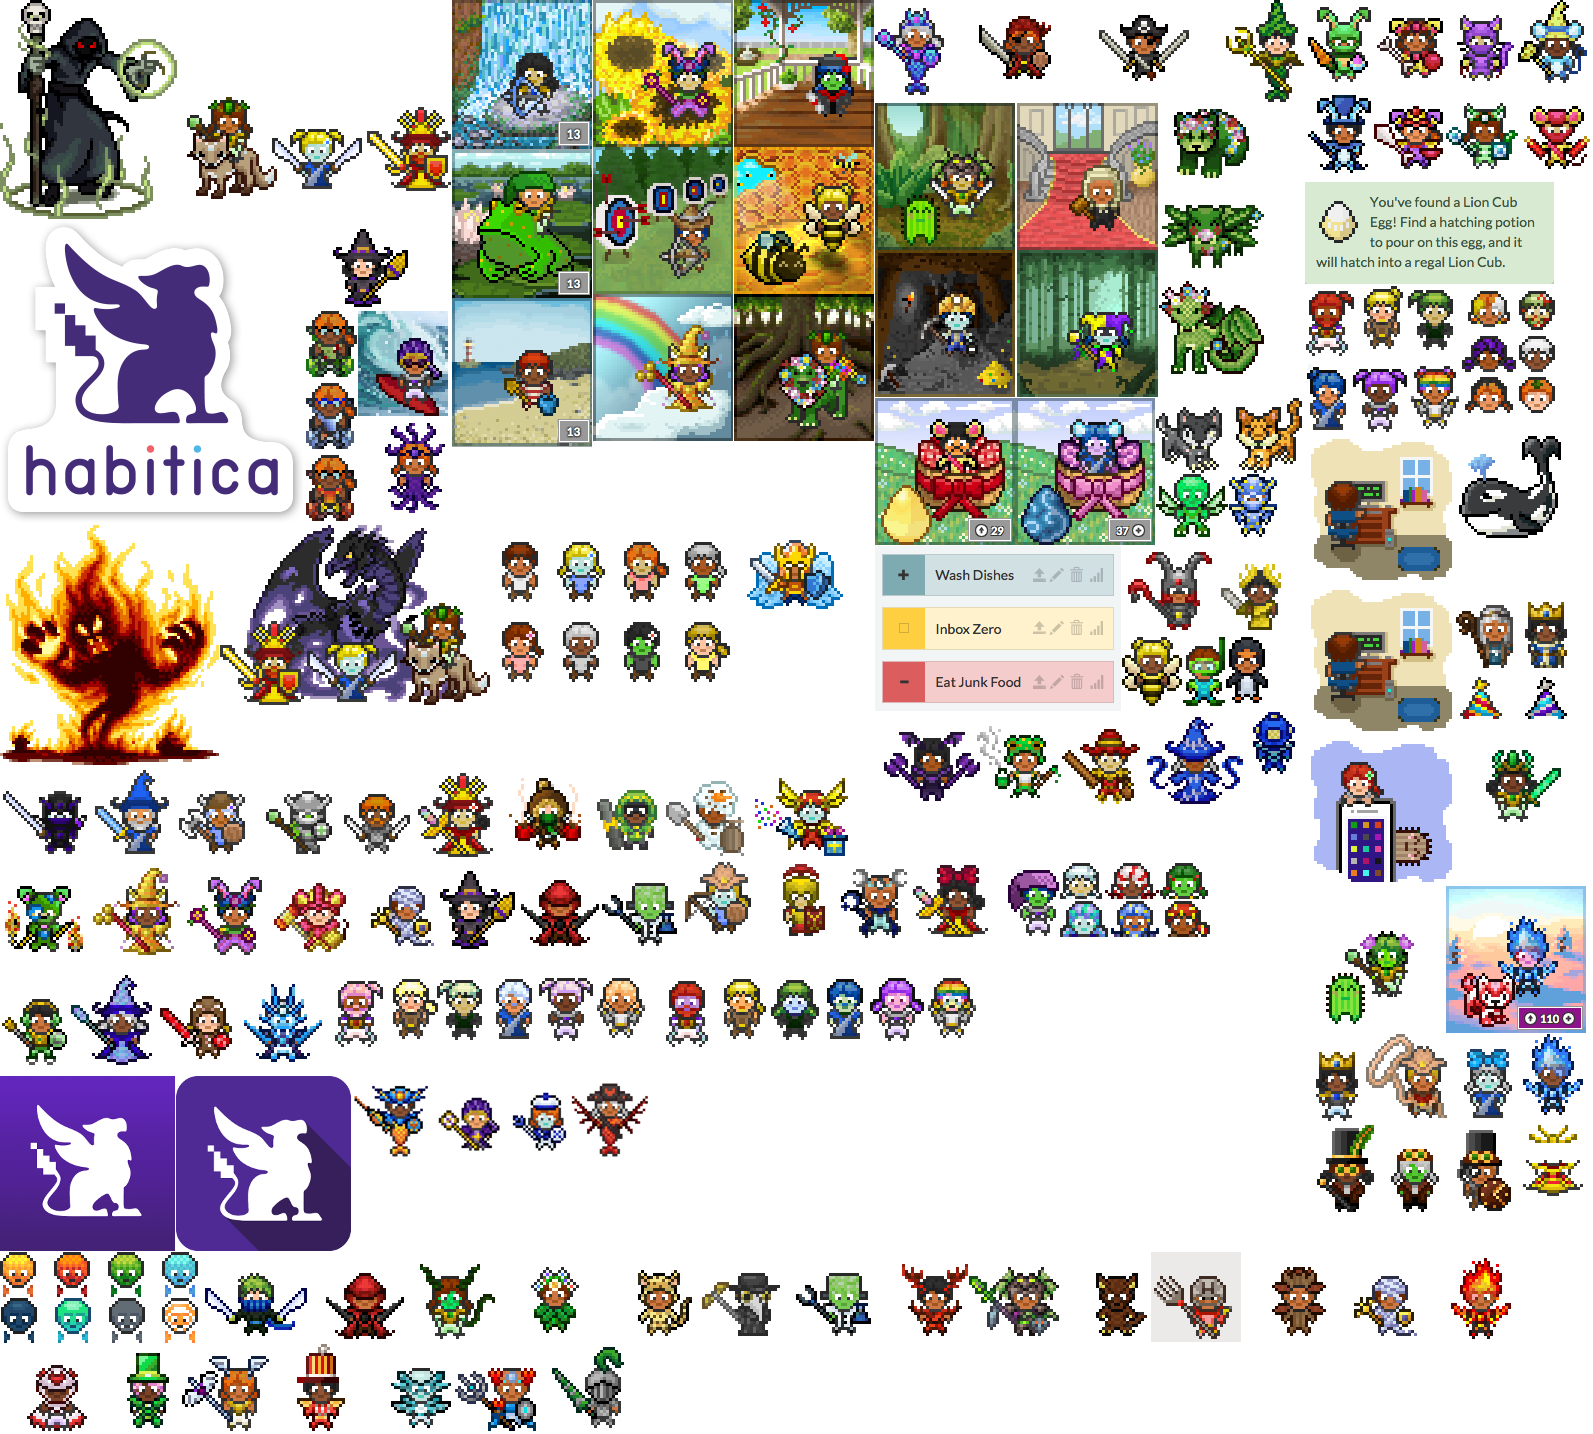 13
13
13
habitica
You've found a Lion Cub
Egg! Find a hatching potion
to pour on this egg, and it
will hatch into a regal Lion Cub.
29
37
Wash Dishes
Inbox Zero
Eat Junk Food
110